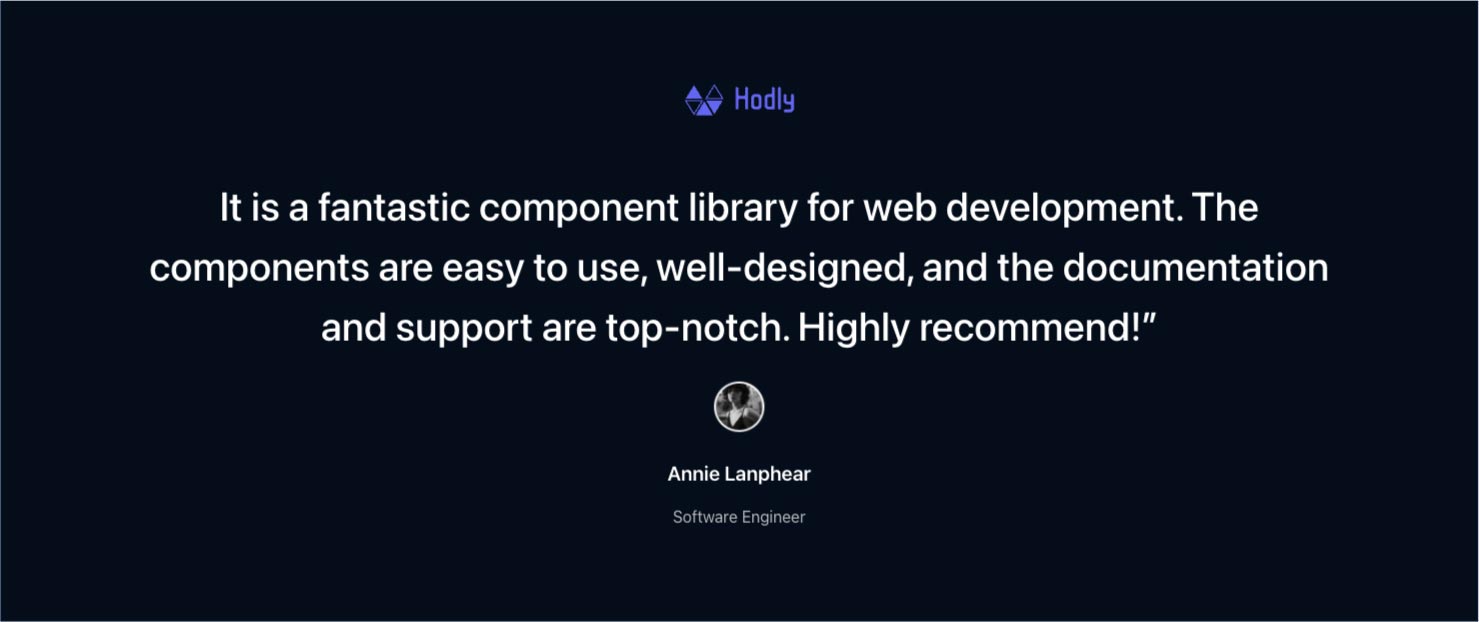 Hodly
It is a fantastic component library for web development. The
components are easy to use, well-designed, and the documentation
and support are top-notch. Highly recommend!”
Annie Lanphear
Software Engineer